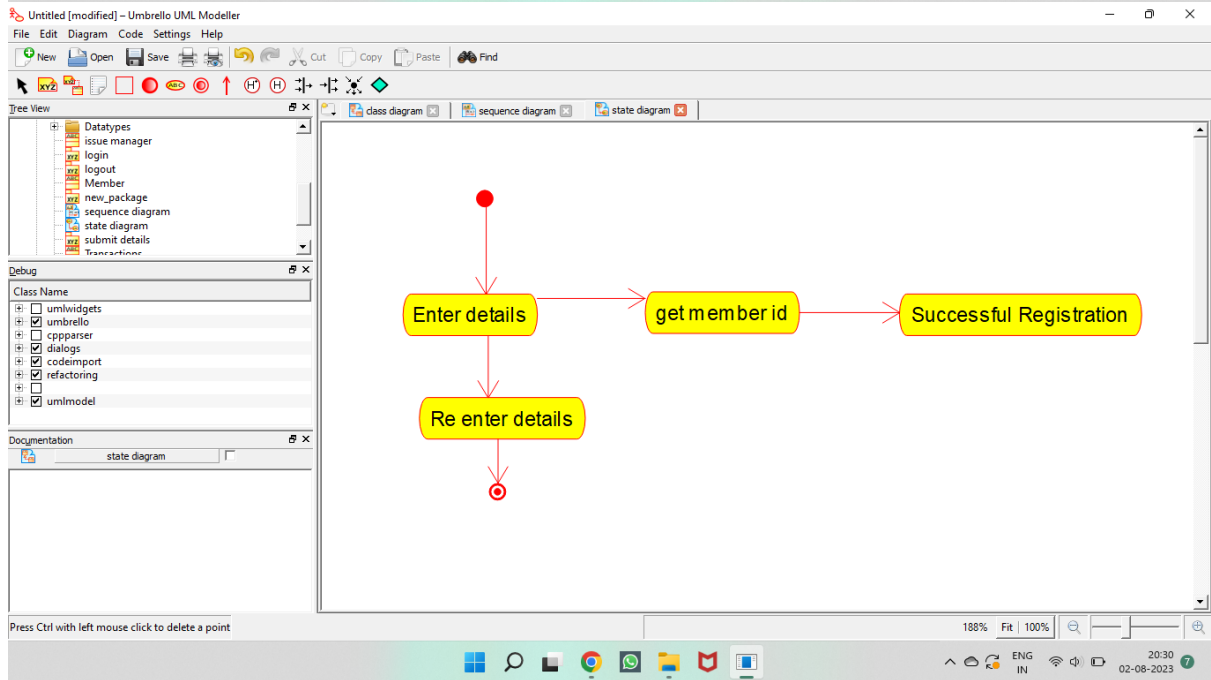 Untitled [modified] – Umbrello UML Modeller
File Edit Diagram Code Settings Help
New Open Save Cut Copy Paste Find
XYZ XYZ ABC H* H
Tree View
class diagram sequence diagram state diagram
Datatypes
issue manager
login
logout
Member
new_package
sequence diagram
state diagram
submit details
Transactions
Debug
Class Name
umlwidgets
umbrello
cppparser
dialogs
codeimport
refactoring
umlmodel
Documentation
state diagram
Enter details
get member id
Successful Registration
Re enter details
Press Ctrl with left mouse click to delete a point
188% Fit 100%
ENG
IN
20:30
02-08-2023
7